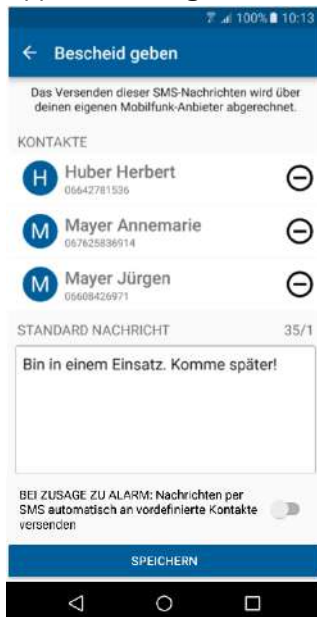 100% 10:13
Bescheid geben
Das Versenden dieser SMS-Nachrichten wird über
deinen eigenen Mobilfunk-Anbieter abgerechnet.
KONTAKTE
H Huber Herbert
06642781536
M Mayer Annemarie
067625836914
M Mayer Jürgen
06608426971
STANDARD NACHRICHT 35/1
Bin in einem Einsatz. Komme später!
BEI ZUSAGE ZU ALARM: Nachrichten per
SMS automatisch an vordefinierte Kontakte
versenden
SPEICHERN